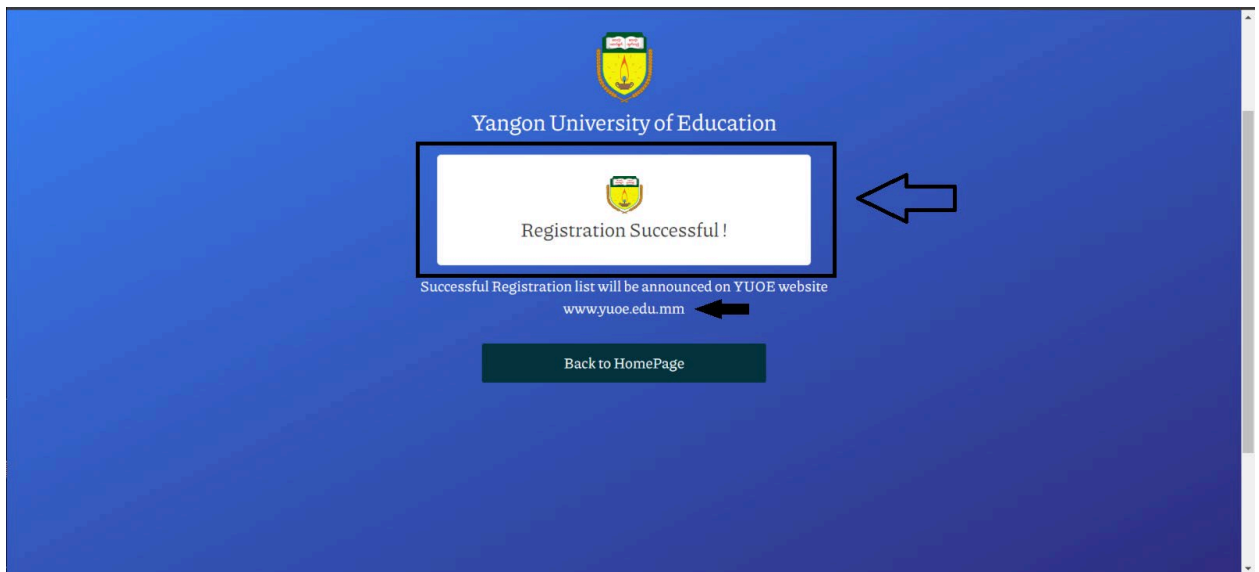 Yangon University of Education
Registration Successful !
Successful Registration list will be announced on YUOE website
www.yuoe.edu.mm
Back to HomePage